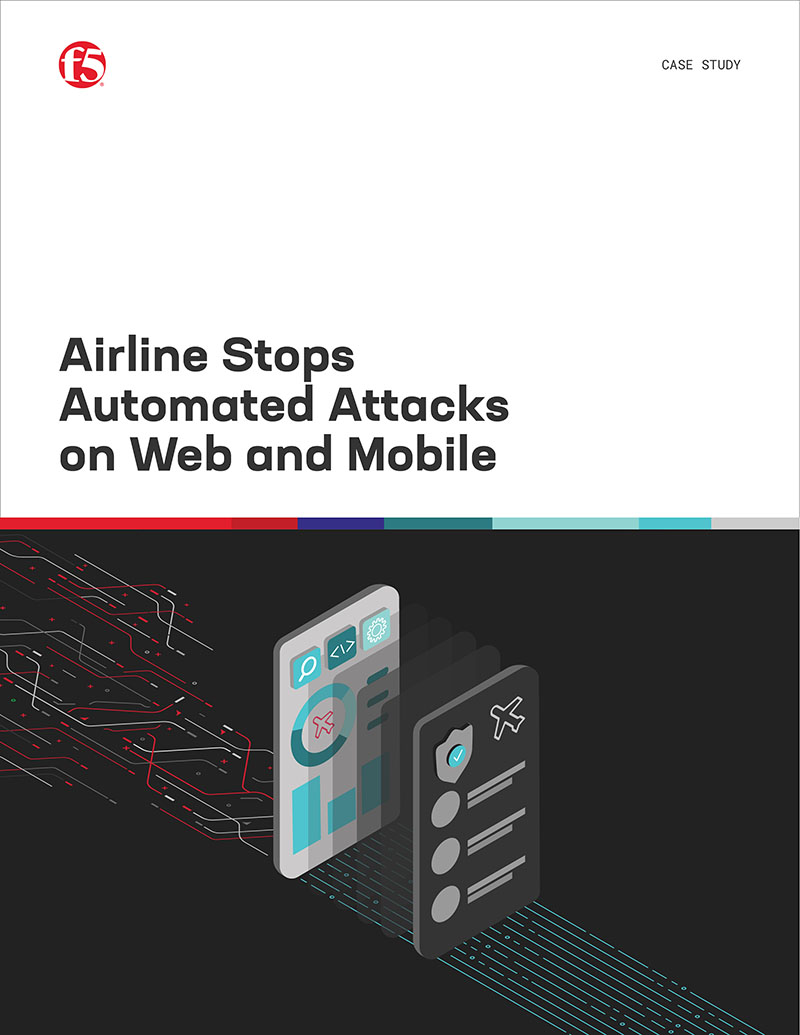 f5
CASE STUDY
Airline Stops
Automated Attacks
on Web and Mobile
<\>